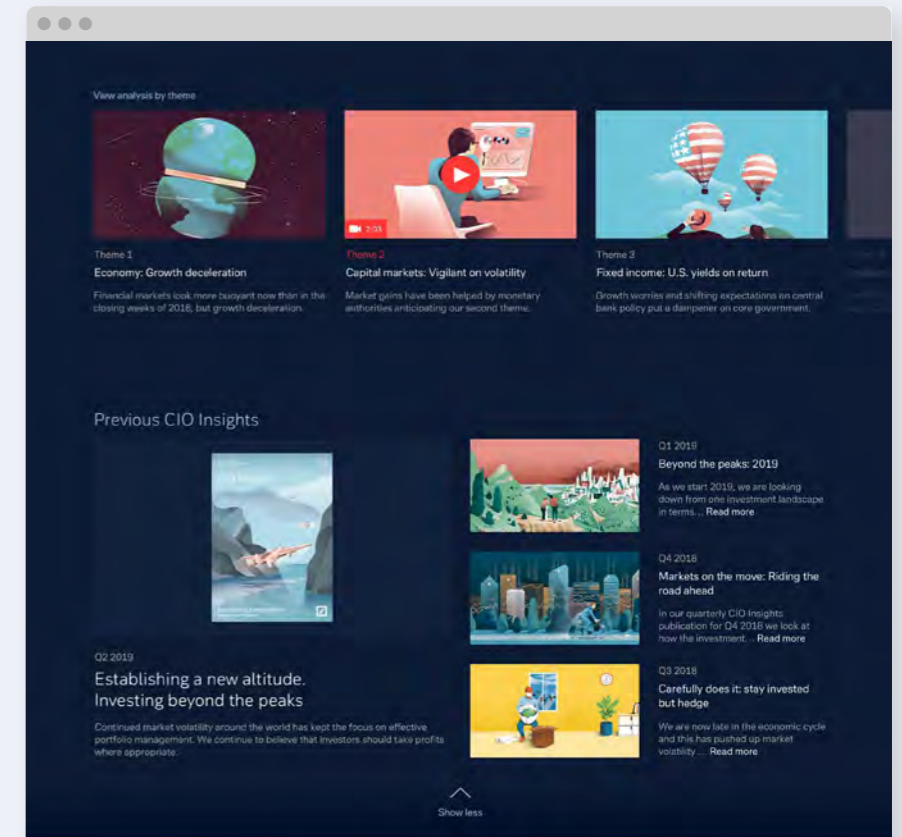 View analysis by theme
2:03
Theme 1
Economy: Growth deceleration
Financial markets look more buoyant now than in the
closing weeks of 2018, but growth deceleration.
Theme 2
Capital markets: Vigilant on volatility
Market gains have been helped by monetary
authorities anticipating our second theme.
Theme 3
Fixed income: U.S. yields on return
Growth worries and shifting expectations on central
bank policy put a dampener on core government.
Previous CIO Insights
Q2 2019
Establishing a new altitude.
Investing beyond the peaks
Continued market volatility around the world has kept the focus on effective
portfolio management. We continue to believe that investors should take profits
where appropriate.
Q1 2019
Beyond the peaks: 2019
As we start 2019, we are looking
down from one investment landscape
in terms... Read more
Q4 2018
Markets on the move: Riding the
road ahead
In our quarterly CIO Insights
publication for Q4 2018 we look at
how the investment... Read more
Q3 2018
Carefully does it: stay invested
but hedge
We are now late in the economic cycle
and this has pushed up market
volatility.... Read more
Show less